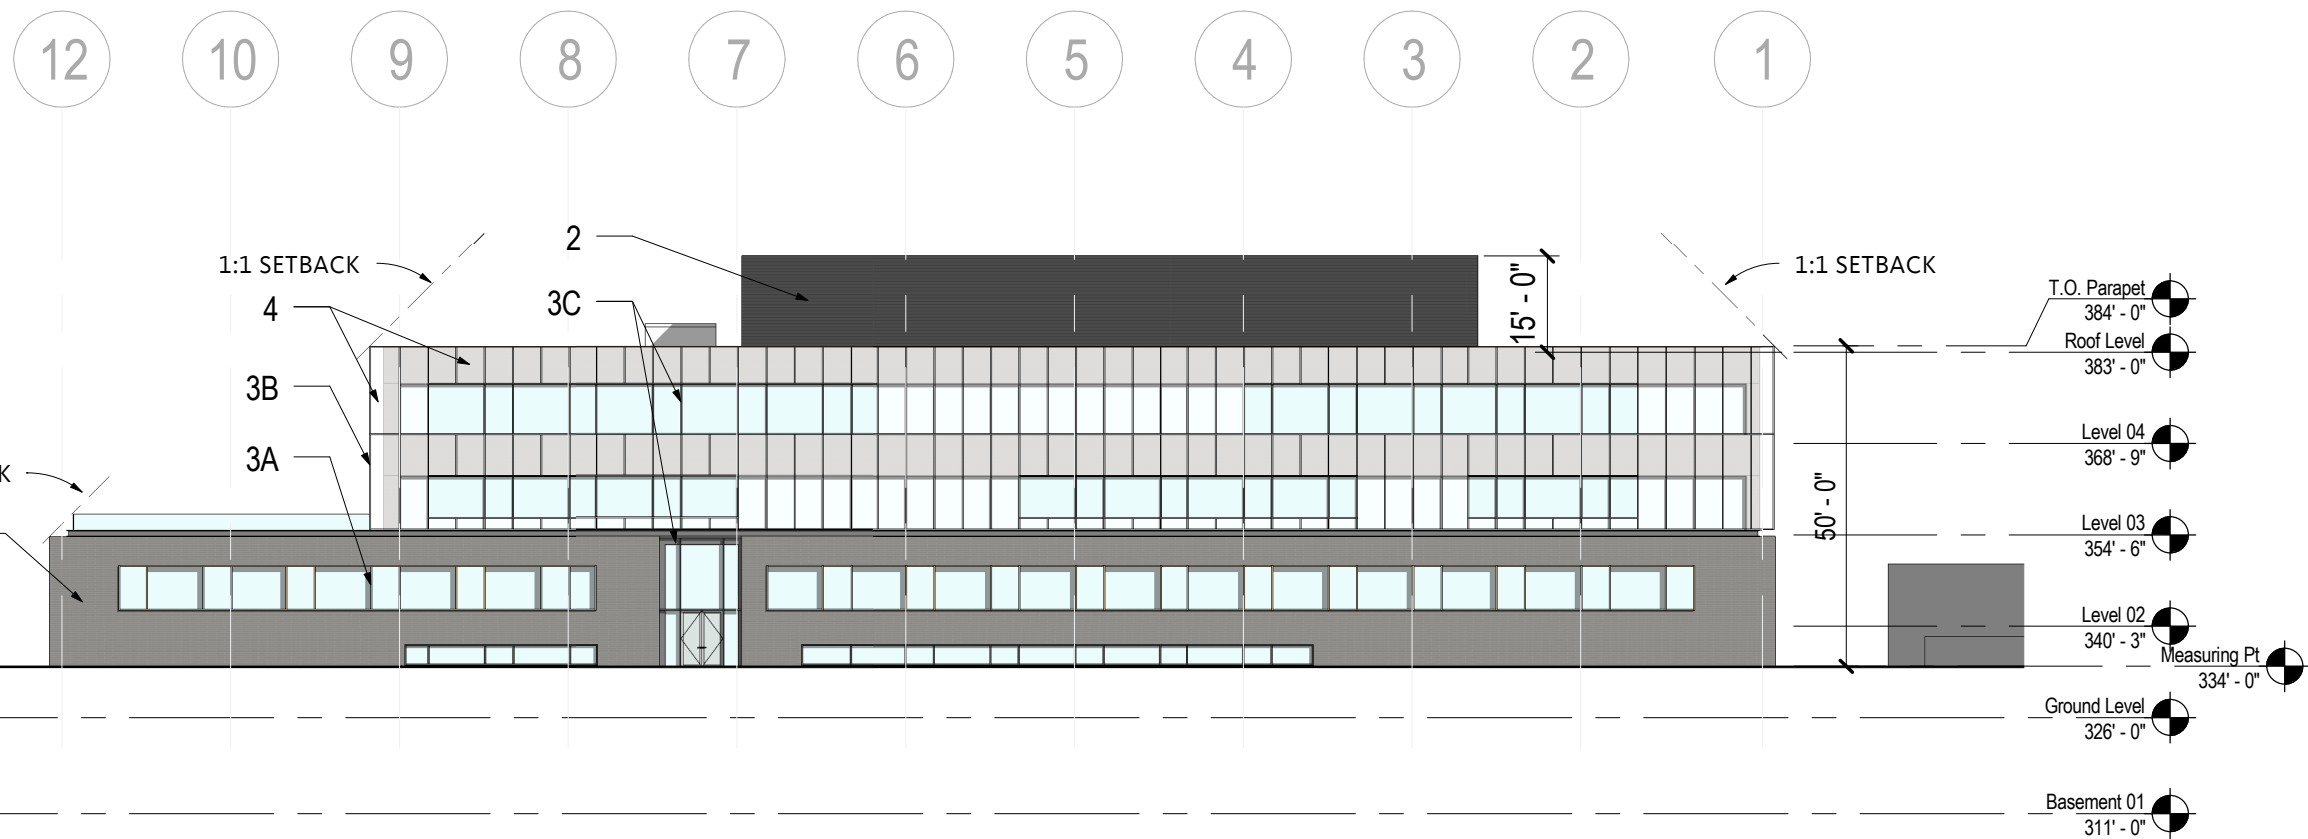 12 10 9 8 7 6 5 4 3 2 1
2
1:1 SETBACK
1:1 SETBACK
4
3C
15' - 0"
T.O. Parapet
384' - 0"
Roof Level
383' - 0"
3B
3A
Level 04
368' - 9"
K
50' - 0"
Level 03
354' - 6"
Level 02
340' - 3"
Measuring Pt
334' - 0"
Ground Level
326' - 0"
Basement 01
311' - 0"